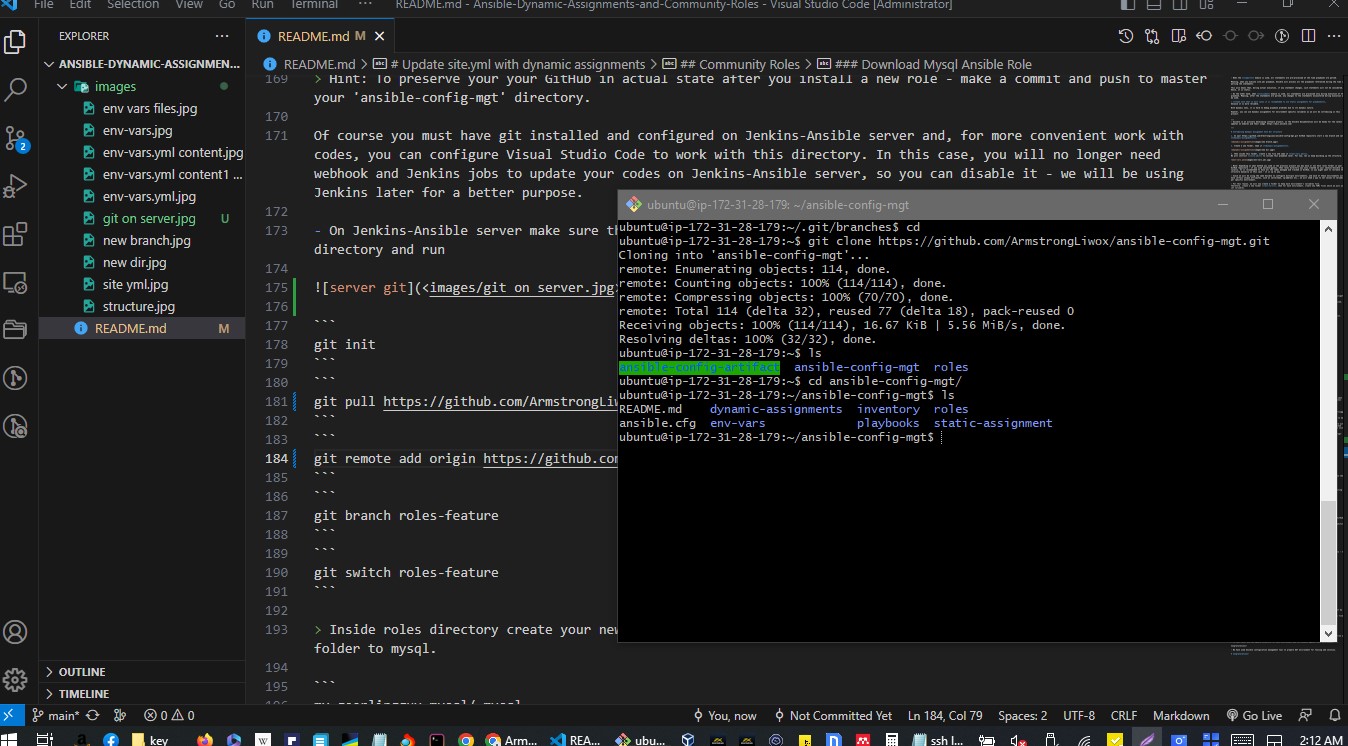 File Edit Selection View Go Run Terminal ··· README.md - Ansible-Dynamic-Assignments-and-Community-Roles - Visual Studio Code [Administrator]
EXPLORER ···
README.md M
README.md > # Update site.yml with dynamic assignments > ## Community Roles > ### Download Mysql Ansible Role
ANSIBLE-DYNAMIC-ASSIGNMEN...
images
env vars files.jpg
env-vars.jpg
env-vars.yml content.jpg
env-vars.yml content1 ...
env-vars.yml.jpg
git on server.jpg U
new branch.jpg
new dir.jpg
site yml.jpg
structure.jpg
README.md M
OUTLINE
TIMELINE
2
169 > Hint: To preserve your your GitHub in actual state after you install a new role - make a commit and push to master
your 'ansible-config-mgt' directory.
170
171 Of course you must have git installed and configured on Jenkins-Ansible server and, for more convenient work with
codes, you can configure Visual Studio Code to work with this directory. In this case, you will no longer need
webhook and Jenkins jobs to update your codes on Jenkins-Ansible server, so you can disable it - we will be using
Jenkins later for a better purpose.
172
173 - On Jenkins-Ansible server make sure th
directory and run
174
175 ![server git](<images/git on server.jpg
176
177 ```
178 git init
179 ```
180 ```
181 git pull https://github.com/ArmstrongLiw
182 ```
183 ```
184 git remote add origin https://github.com
185 ```
186 ```
187 git branch roles-feature
188 ```
189 ```
190 git switch roles-feature
191 ```
192
193 > Inside roles directory create your new
folder to mysql.
194
195 ```
ubuntu@ip-172-31-28-179: ~/ansible-config-mgt
ubuntu@ip-172-31-28-179:~/.git/branches$ cd
ubuntu@ip-172-31-28-179:~$ git clone https://github.com/ArmstrongLiwox/ansible-config-mgt.git
Cloning into 'ansible-config-mgt'...
remote: Enumerating objects: 114, done.
remote: Counting objects: 100% (114/114), done.
remote: Compressing objects: 100% (70/70), done.
remote: Total 114 (delta 32), reused 77 (delta 18), pack-reused 0
Receiving objects: 100% (114/114), 16.67 KiB | 5.56 MiB/s, done.
Resolving deltas: 100% (32/32), done.
ubuntu@ip-172-31-28-179:~$ ls
ansible-config-artifact ansible-config-mgt roles
ubuntu@ip-172-31-28-179:~$ cd ansible-config-mgt/
ubuntu@ip-172-31-28-179:~/ansible-config-mgt$ ls
README.md dynamic-assignments inventory roles
ansible.cfg env-vars playbooks static-assignment
ubuntu@ip-172-31-28-179:~/ansible-config-mgt$
main* 0 0 You, now Not Committed Yet Ln 184, Col 79 Spaces: 2 UTF-8 CRLF Markdown Go Live
key Arm... REA... ubu... ssh l... 2:12 AM